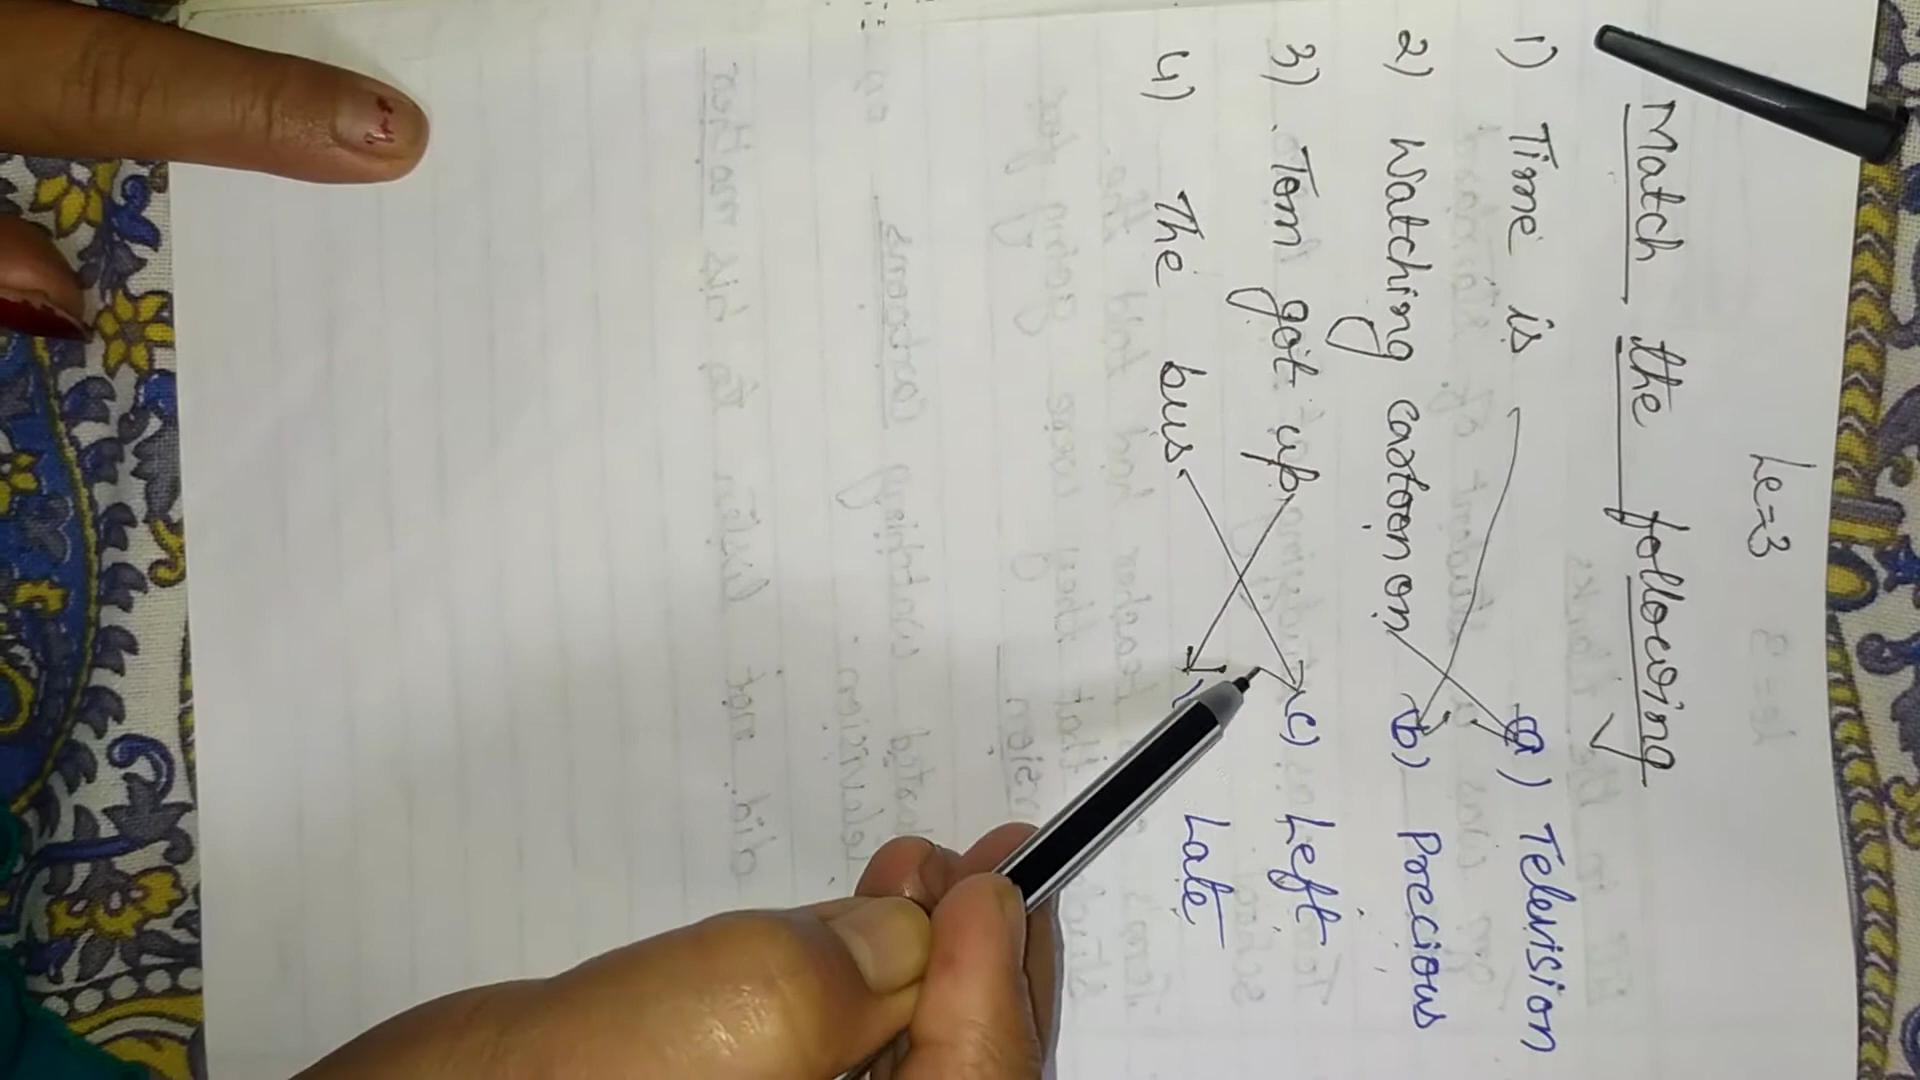 Le-3
Match the following
1) Time is a) Television
2) Watching cartoon on b) Precious
3) Tom got up c) Left
4) The bus Late